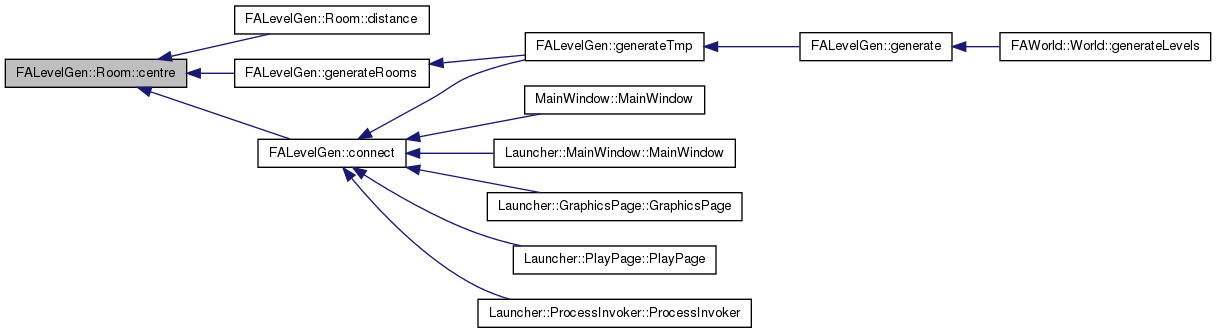 FALevelGen::Room::distance
FALevelGen::generateTmp
FALevelGen::generate
FAWorld::World::generateLevels
FALevelGen::Room::centre
FALevelGen::generateRooms
MainWindow::MainWindow
FALevelGen::connect
Launcher::MainWindow::MainWindow
Launcher::GraphicsPage::GraphicsPage
Launcher::PlayPage::PlayPage
Launcher::ProcessInvoker::ProcessInvoker